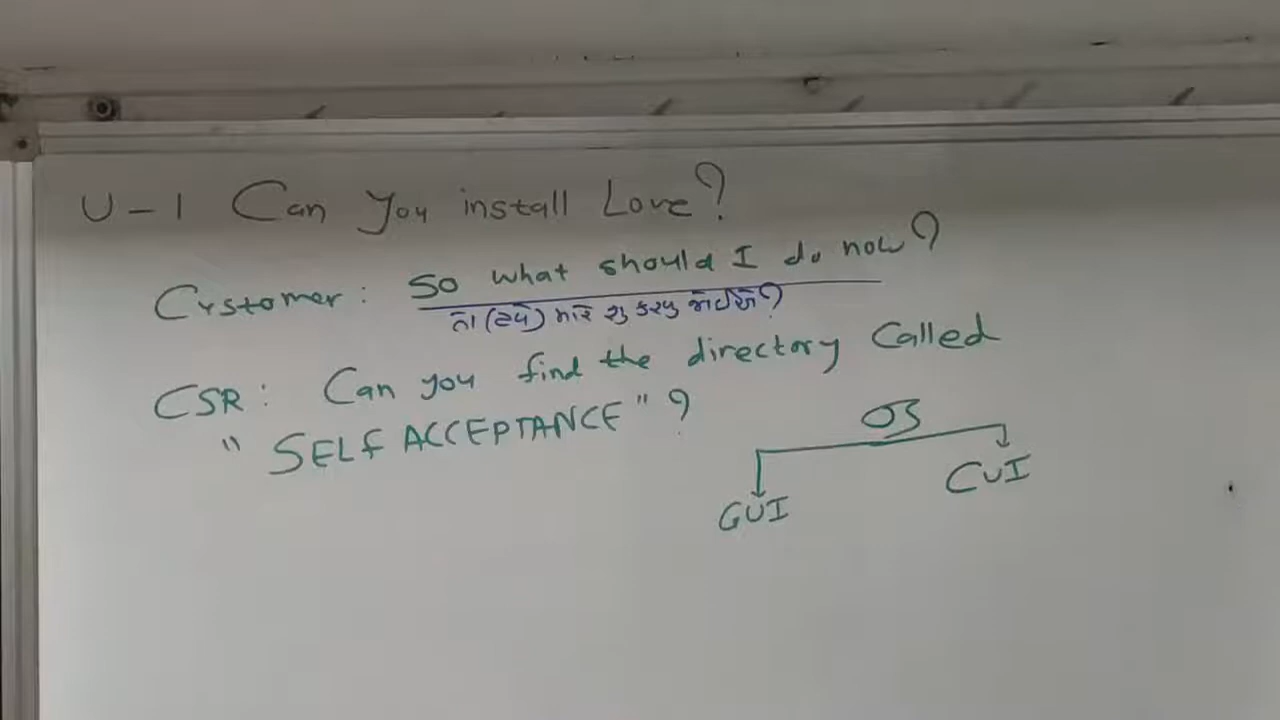 U-1 Can You install Love?
Customer: So what should I do now?
તો (હવે) મારે શુ કરવુ જોઈએ?
CSR: Can you find the directory Called
"SELF ACCEPTANCE"?
OS
GUI CUI